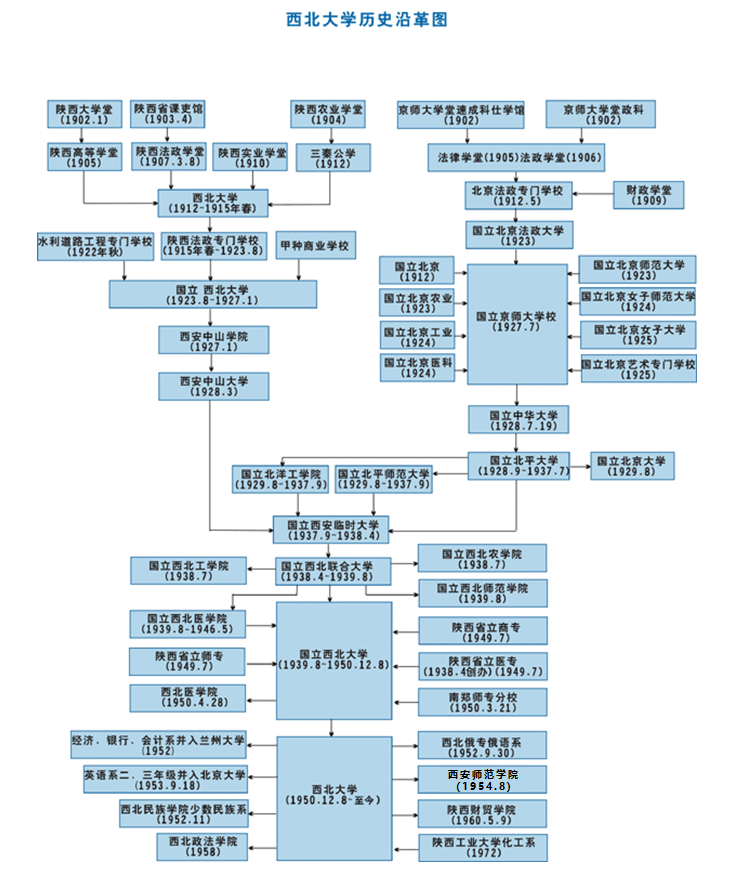 西北大学历史沿革图
陕西大学堂
(1902.1)
陕西省课吏馆
(1903.4)
陕西农业学堂
(1904)
京师大学堂速成科仕学馆
(1902)
京师大学堂政科
(1902)
陕西高等学堂
(1905)
陕西法政学堂
(1907.3.8)
陕西实业学堂
(1910)
三秦公学
(1912)
法律学堂(1905)法政学堂(1906)
西北大学
(1912-1915年春)
北京法政专门学校
(1912.5)
财政学堂
(1909)
水利道路工程专门学校
(1922年秋)
陕西法政专门学校
(1915年春-1923.8)
甲种商业学校
国立北京法政大学
(1923)
国立 西北大学
(1923.8-1927.1)
国立北京
(1912)
国立北京农业
(1923)
国立北京工业
(1924)
国立北京医科
(1924)
国立京师大学校
(1927.7)
国立北京师范大学
(1923)
国立北京女子师范大学
(1924)
国立北京女子大学
(1925)
国立北京艺术专门学校
(1925)
西安中山学院
(1927.1)
西安中山大学
(1928.3)
国立中华大学
(1928.7.19)
国立北平大学
(1928.9-1937.7)
国立北京大学
(1929.8)
国立北洋工学院
(1929.8-1937.9)
国立北平师范大学
(1929.8-1937.9)
国立西安临时大学
(1937.9-1938.4)
国立西北工学院
(1938.7)
国立西北联合大学
(1938.4-1939.8)
国立西北农学院
(1938.7)
国立西北师范学院
(1939.8)
国立西北医学院
(1939.8-1946.5)
陕西省立师专
(1949.7)
西北医学院
(1950.4.28)
国立西北大学
(1939.8-1950.12.8)
陕西省立商专
(1949.7)
陕西省立医专
(1938.4创办)(1949.7)
南郑师专分校
(1950.3.21)
经济、银行、会计系并入兰州大学
(1952)
英语系二、三年级并入北京大学
(1953.9.18)
西北民族学院少数民族系
(1952.11)
西北政法学院
(1958)
西北大学
(1950.12.8-至今)
西北俄专俄语系
(1952.9.30)
西安师范学院
(1954.8)
陕西财贸学院
(1960.5.9)
陕西工业大学化工系
(1972)